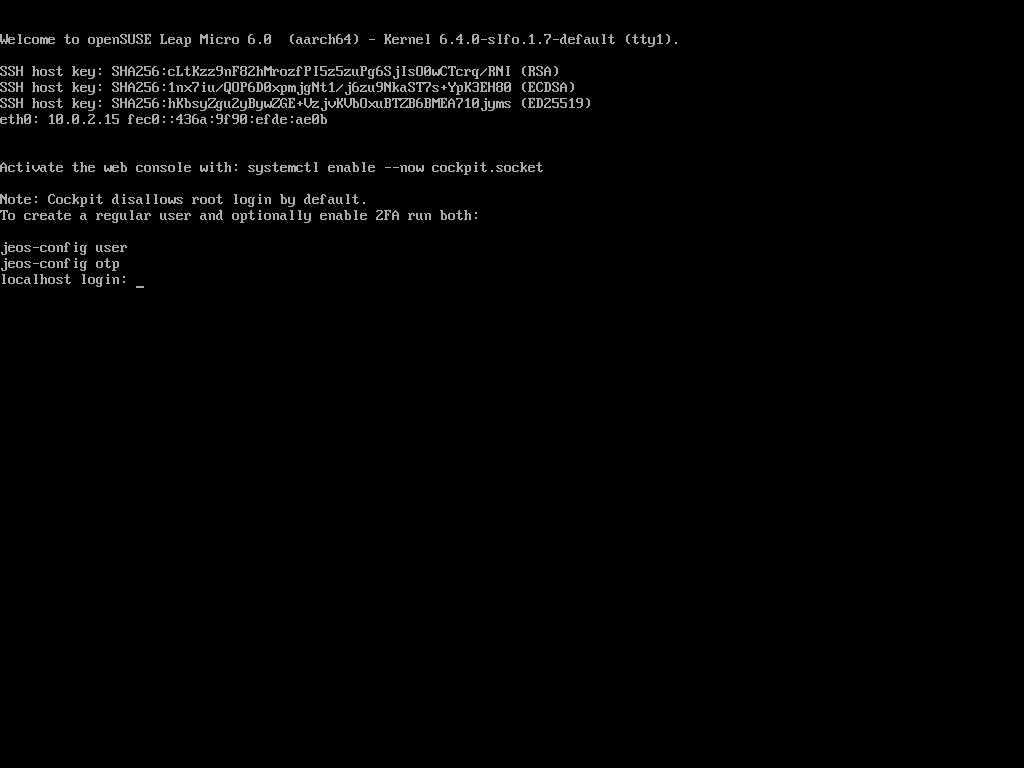 Welcome to openSUSE Leap Micro 6.0  (aarch64) - Kernel 6.4.0-slfo.1.7-default (tty1).
SSH host key: SHA256:cLtKzz9nF82hMrozfPI5z5zuPg6SjIsO0wCTcrq/RNI (RSA)
SSH host key: SHA256:1nx7iu/QOP6D0xpmjgNt1/j6zu9NkaST7s+YpK3EH80 (ECDSA)
SSH host key: SHA256:hKbsyZgu2yBywZGE+VzjvKVbOxuBTZB6BMEA710jyms (ED25519)
eth0: 10.0.2.15 fec0::436a:9f90:efde:ae0b
Activate the web console with: systemctl enable --now cockpit.socket
Note: Cockpit disallows root login by default.
To create a regular user and optionally enable 2FA run both:
jeos-config user
jeos-config otp
localhost login: _